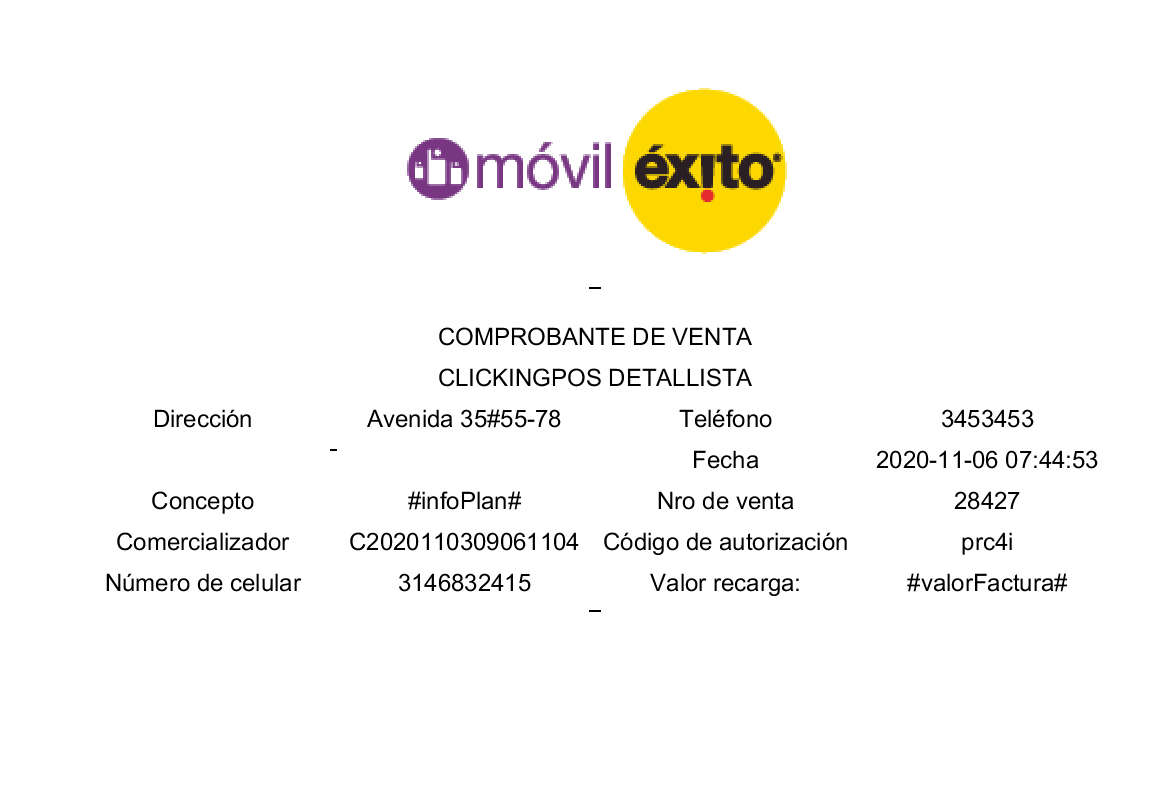 móvil éxito
COMPROBANTE DE VENTA
CLICKINGPOS DETALLISTA
Dirección Avenida 35#55-78 Teléfono 3453453
Fecha 2020-11-06 07:44:53
Concepto #infoPlan# Nro de venta 28427
Comercializador C2020110309061104 Código de autorización prc4i
Número de celular 3146832415 Valor recarga: #valorFactura#